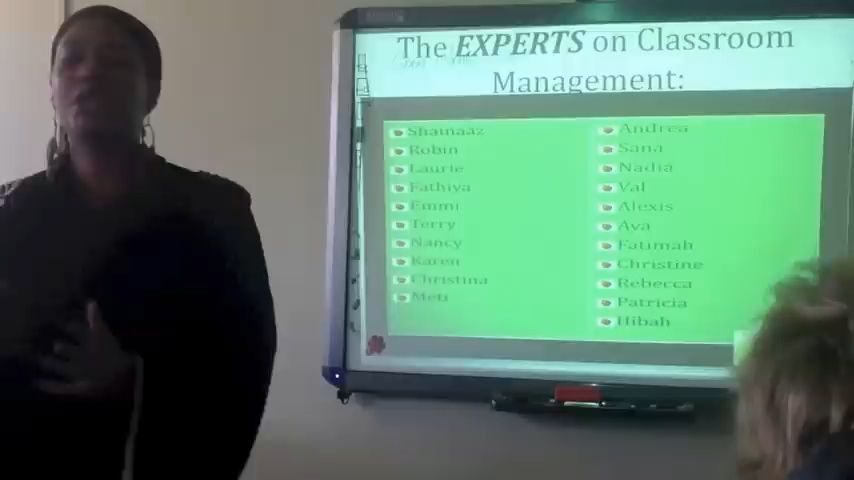 The EXPERTS on Classroom
Management:
Shainaaz
Robin
Laurie
Fathiya
Emmi
Terry
Nancy
Karen
Christina
Meti
Andrea
Sana
Nadia
Val
Alexis
Ava
Fatimah
Christine
Rebecca
Patricia
Hibah